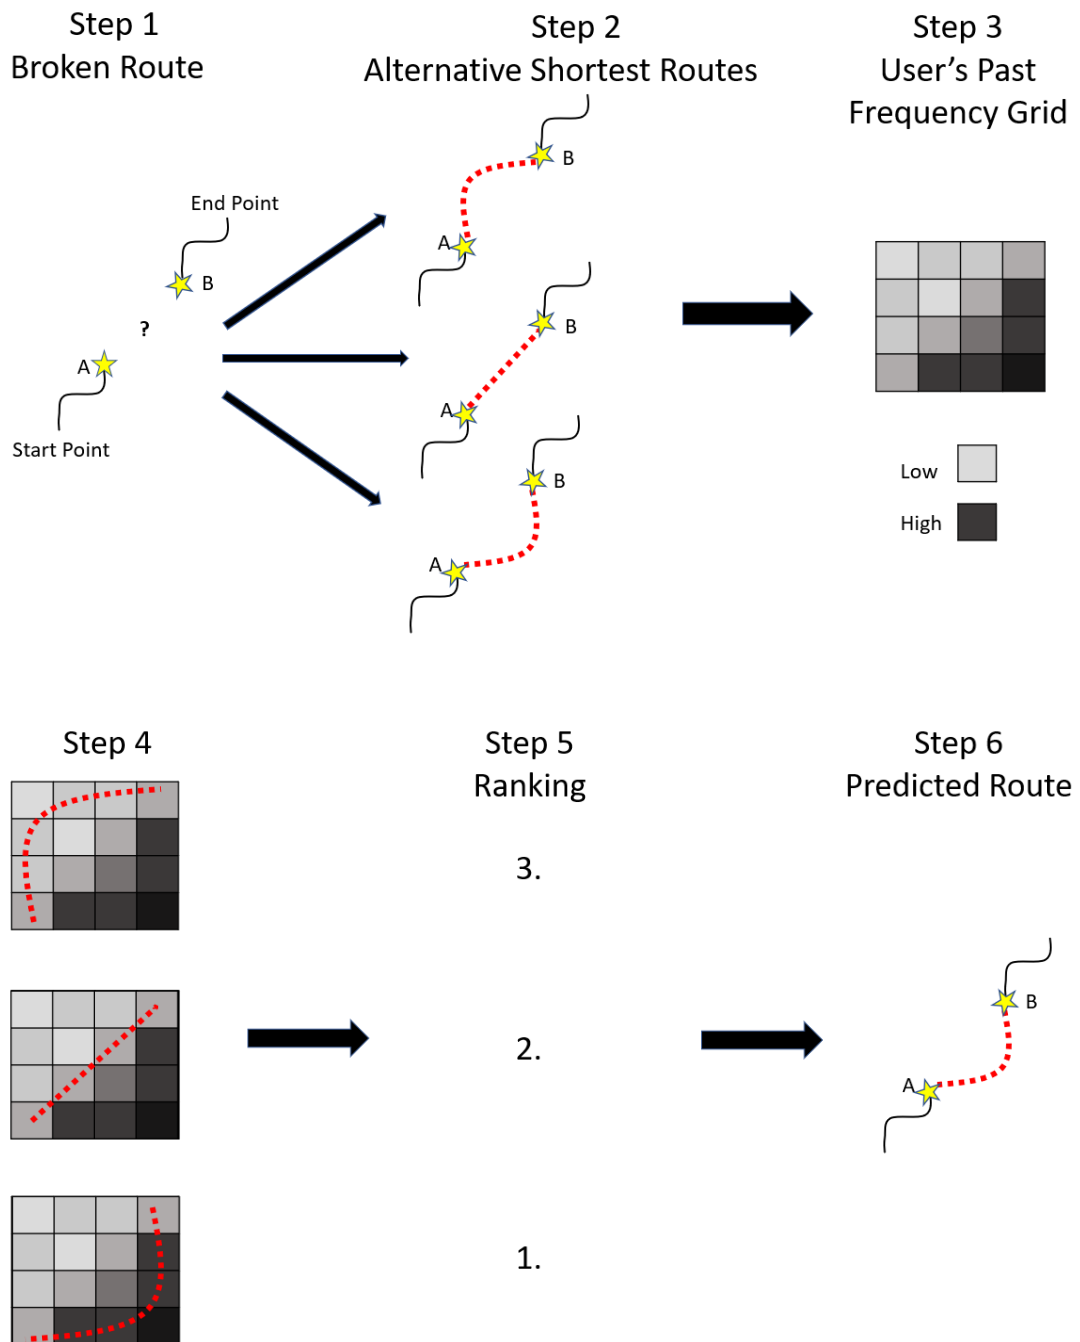 Step 1
Broken Route
Step 2
Alternative Shortest Routes
Step 3
User's Past
Frequency Grid
End Point
B
?
A
Start Point
B
A
B
A
B
A
Low
High
Step 4
Step 5
Ranking
Step 6
Predicted Route
3.
2.
1.
B
A